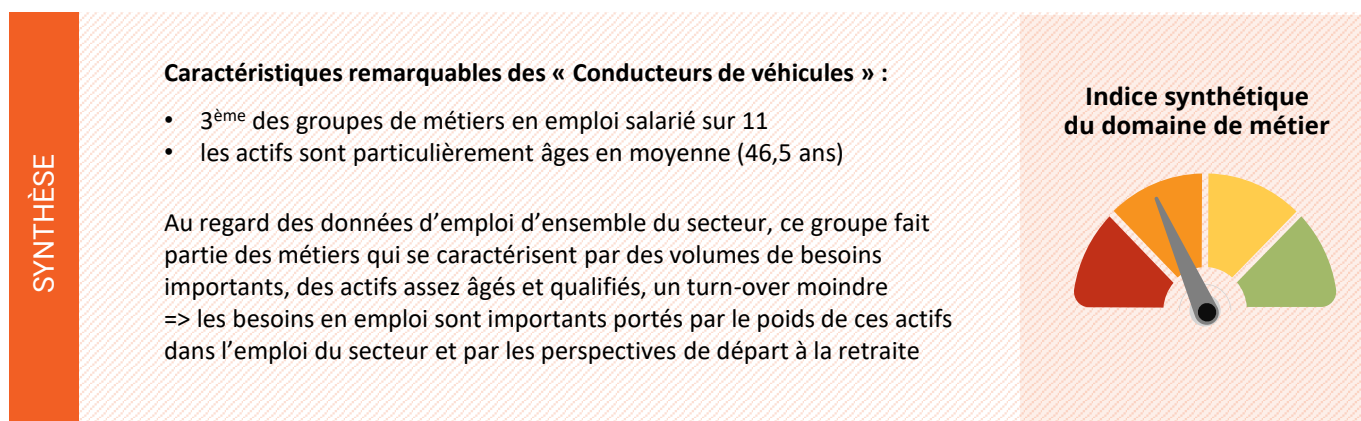 SYNTHÈSE
Caractéristiques remarquables des « Conducteurs de véhicules » :
• 3ème des groupes de métiers en emploi salarié sur 11
• les actifs sont particulièrement âges en moyenne (46,5 ans)
Au regard des données d’emploi d’ensemble du secteur, ce groupe fait
partie des métiers qui se caractérisent par des volumes de besoins
importants, des actifs assez âgés et qualifiés, un turn-over moindre
=> les besoins en emploi sont importants portés par le poids de ces actifs
dans l’emploi du secteur et par les perspectives de départ à la retraite
Indice synthétique
du domaine de métier